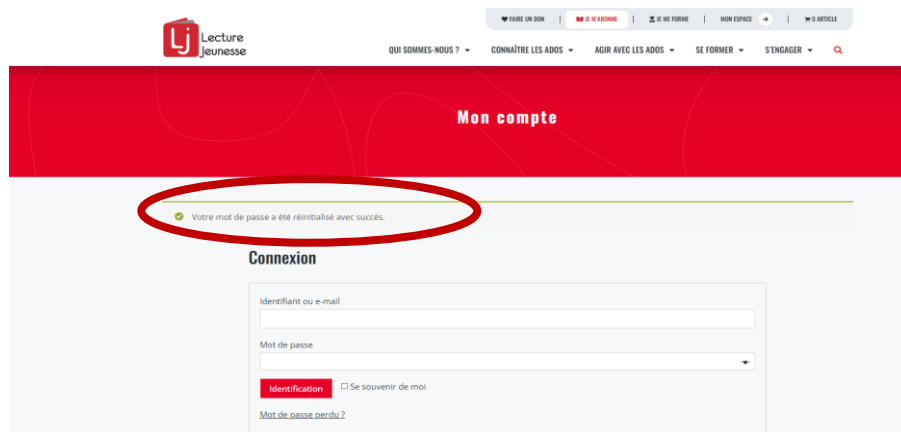 FAIRE UN DON | JE M'ABONNE | JE ME FORME | MON ESPACE | 0 ARTICLE
Lj Lecture
Jeunesse
QUI SOMMES-NOUS ? CONNAÎTRE LES ADOS AGIR AVEC LES ADOS SE FORMER S'ENGAGER
Mon compte
Votre mot de passe a été réinitialisé avec succès.
Connexion
Identifiant ou e-mail
Mot de passe
Identification Se souvenir de moi
Mot de passe perdu ?